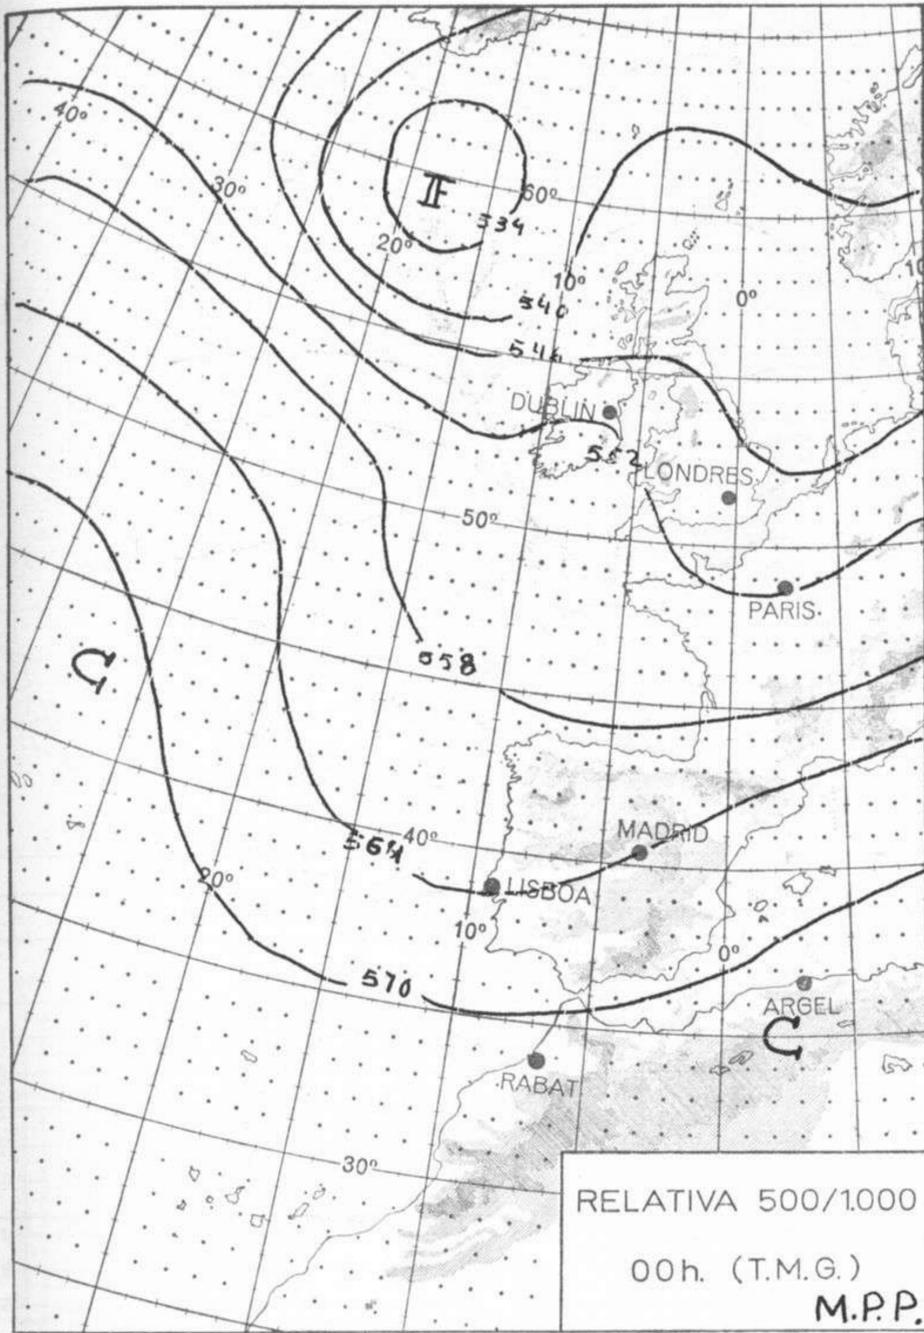 40°
30°
F
60°
534
20°
10°
0°
10
540
546
DUBLIN
552
LONDRES
50°
PARIS
C
558
MADRID
564
40°
LISBOA
20°
10°
0°
570
ARGEL
C
RABAT
30°
RELATIVA 500/1.000
00h. (T.M.G.)
M.P.P.